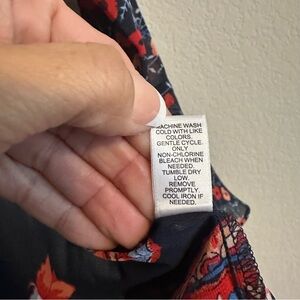 MACHINE WASH
COLD WITH LIKE
COLORS.
GENTLE CYCLE.
ONLY
NON-CHLORINE
BLEACH WHEN
NEEDED.
TUMBLE DRY
LOW.
REMOVE
PROMPTLY.
COOL IRON IF
NEEDED.